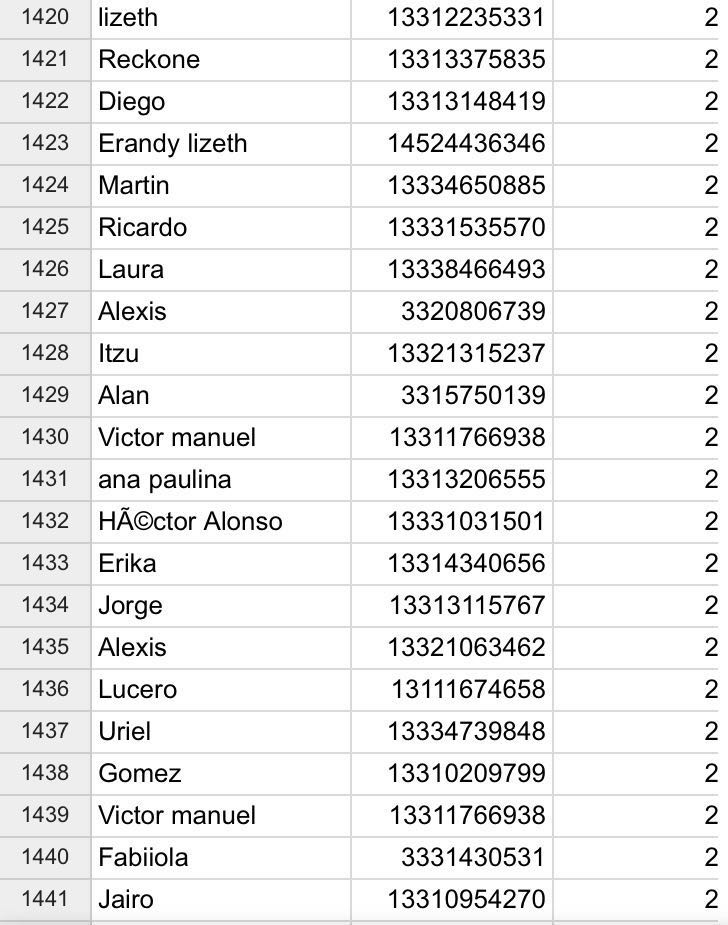 1420 lizeth 13312235331 2
1421 Reckone 13313375835 2
1422 Diego 13313148419 2
1423 Erandy lizeth 14524436346 2
1424 Martin 13334650885 2
1425 Ricardo 13331535570 2
1426 Laura 13338466493 2
1427 Alexis 3320806739 2
1428 Itzu 13321315237 2
1429 Alan 3315750139 2
1430 Victor manuel 13311766938 2
1431 ana paulina 13313206555 2
1432 HÃ©ctor Alonso 13331031501 2
1433 Erika 13314340656 2
1434 Jorge 13313115767 2
1435 Alexis 13321063462 2
1436 Lucero 13111674658 2
1437 Uriel 13334739848 2
1438 Gomez 13310209799 2
1439 Victor manuel 13311766938 2
1440 Fabiiola 3331430531 2
1441 Jairo 13310954270 2